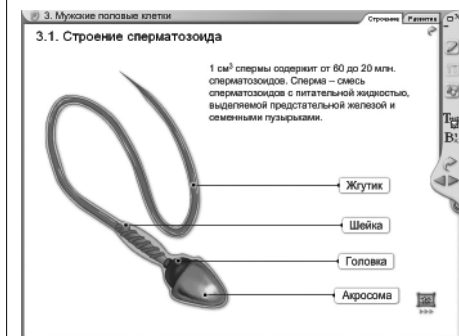 3. Мужские половые клетки
Строение Развитие
3.1. Строение сперматозоида
1 см³ спермы содержит от 60 до 20 млн.
сперматозоидов. Сперма – смесь
сперматозоидов с питательной жидкостью,
выделяемой предстательной железой и
семенными пузырьками.
Жгутик
Шейка
Головка
Акросома